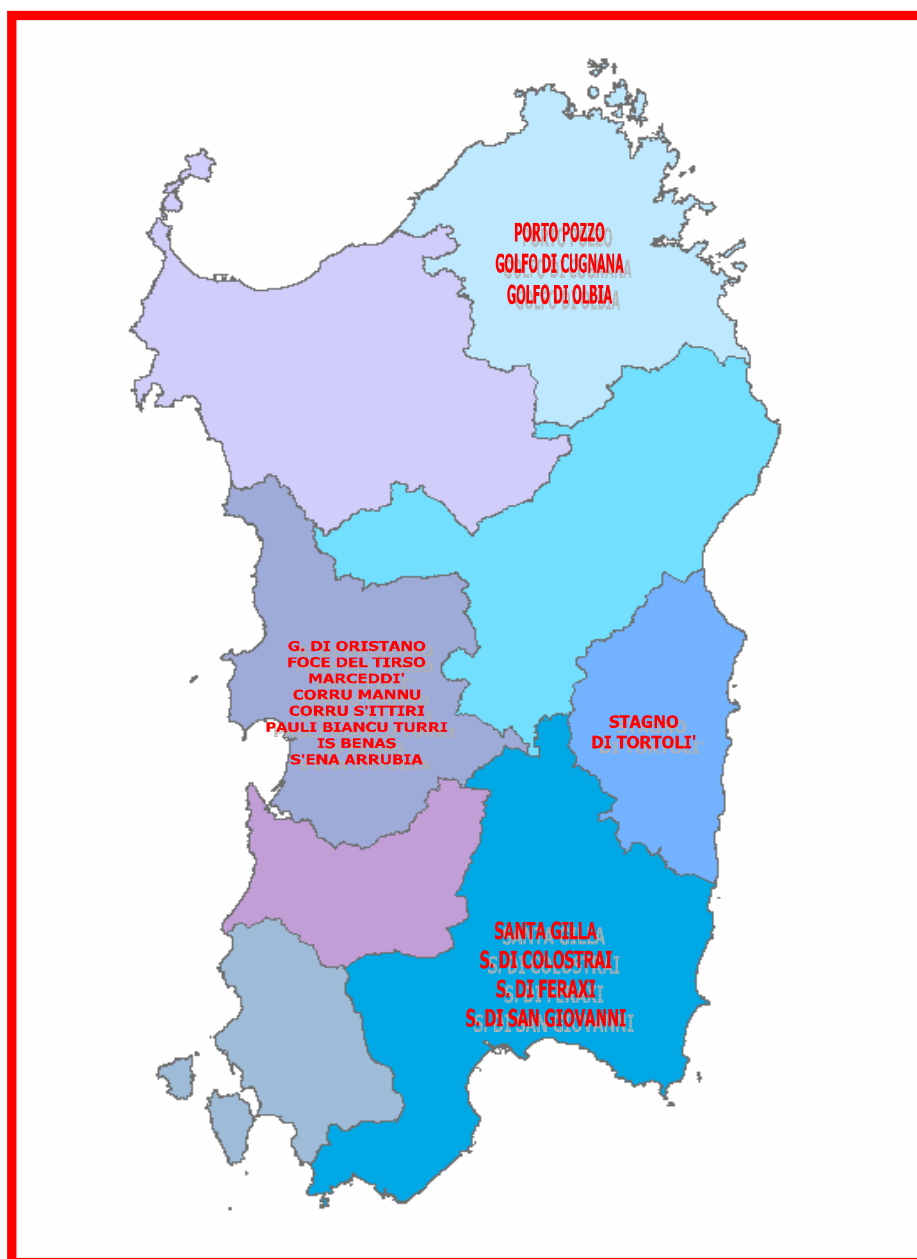 PORTO POZZO
GOLFO DI CUGNANA
GOLFO DI OLBIA
G. DI ORISTANO
FOCE DEL TIRSO
MARCEDDI'
CORRU MANNU
CORRU S'ITTIRI
PAULI BIANCU TURRI
IS BENAS
S'ENA ARRUBIA
STAGNO
DI TORTOLI'
SANTA GILLA
S. DI COLOSTRAI
S. DI FERAXI
S. DI SAN GIOVANNI